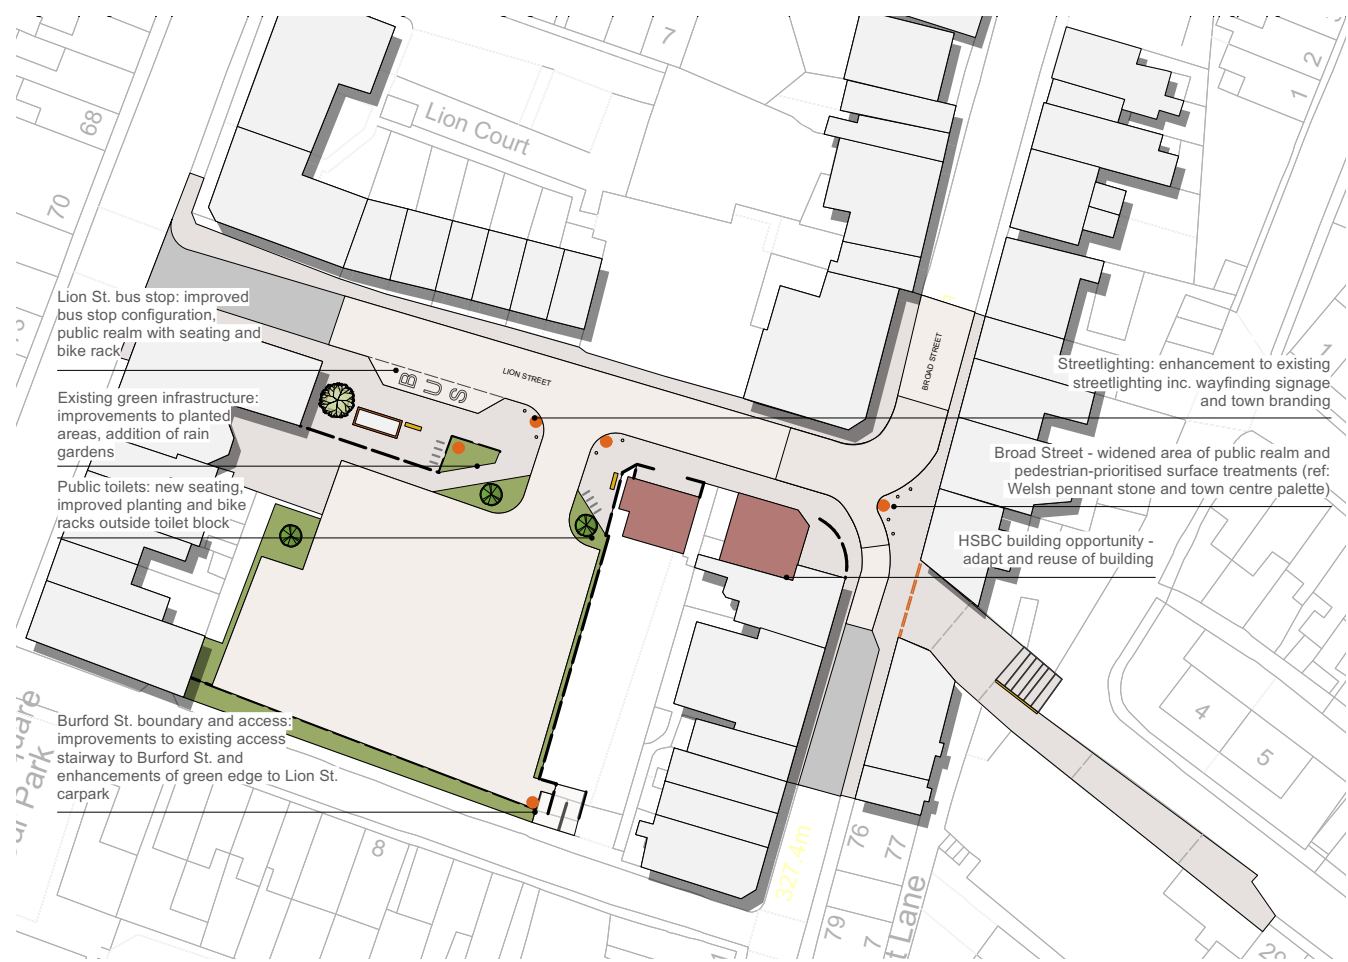 7
2
1
Lion Court
68
70
Lion St. bus stop: improved
bus stop configuration,
public realm with seating and
bike rack
BUS
LION STREET
BROAD STREET
1
Streetlighting: enhancement to existing
streetlighting inc. wayfinding signage
and town branding
Existing green infrastructure:
improvements to planted
areas, addition of rain
gardens
Broad Street - widened area of public realm and
pedestrian-prioritised surface treatments (ref:
Welsh pennant stone and town centre palette)
Public toilets: new seating,
improved planting and bike
racks outside toilet block
HSBC building opportunity -
adapt and reuse of building
4
5
Burford St. boundary and access:
improvements to existing access
stairway to Burford St. and
enhancements of green edge to Lion St.
carpark
Park
8
327.4m
76
77
79
7
Lane
29